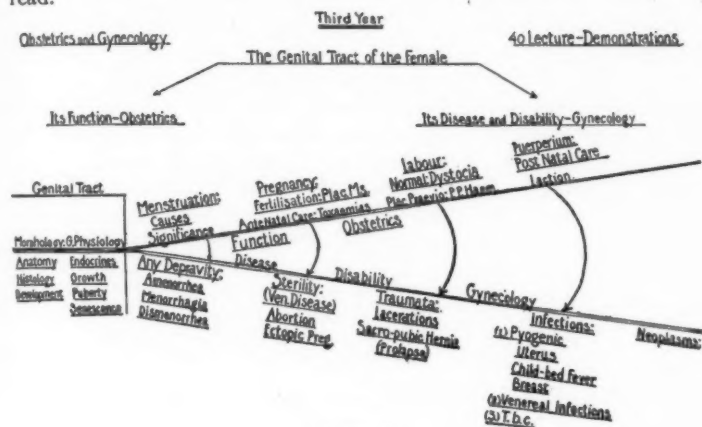 read.
Third Year
Obstetrics and Gynecology
40 Lecture-Demonstrations
The Genital Tract of the Female
Its Function-Obstetrics
Its Disease and Disability-Gynecology
Genital Tract
Morphology: G. Physiology
Anatomy Endocrines
Histology Growth
Development Puberty
Senescence
Menstruation:
Causes
Significance
Pregnancy:
Fertilisation: Plac. Ms.
Ante Natal Care: Toxaemias
Labour:
Normal: Dystocia
Plac. Praevia: P.P. Haem
Puerperium:
Post Natal Care
Laction.
Function
Obstetrics
Disease
Disability
Gynecology
Any Depravity:
Amenorrhea
Menorrhagia
Dismenorrhea
Sterility:
(Ven. Disease)
Abortion
Ectopic Preg.
Traumata:
Lacerations
Sacro-pubic Hernia
(Prolapse)
Infections:
(1) Pyogenic
Uterus
Child-bed Fever
Breast
(2) Venereal Infections
(3) T.b.c.
Neoplasms: